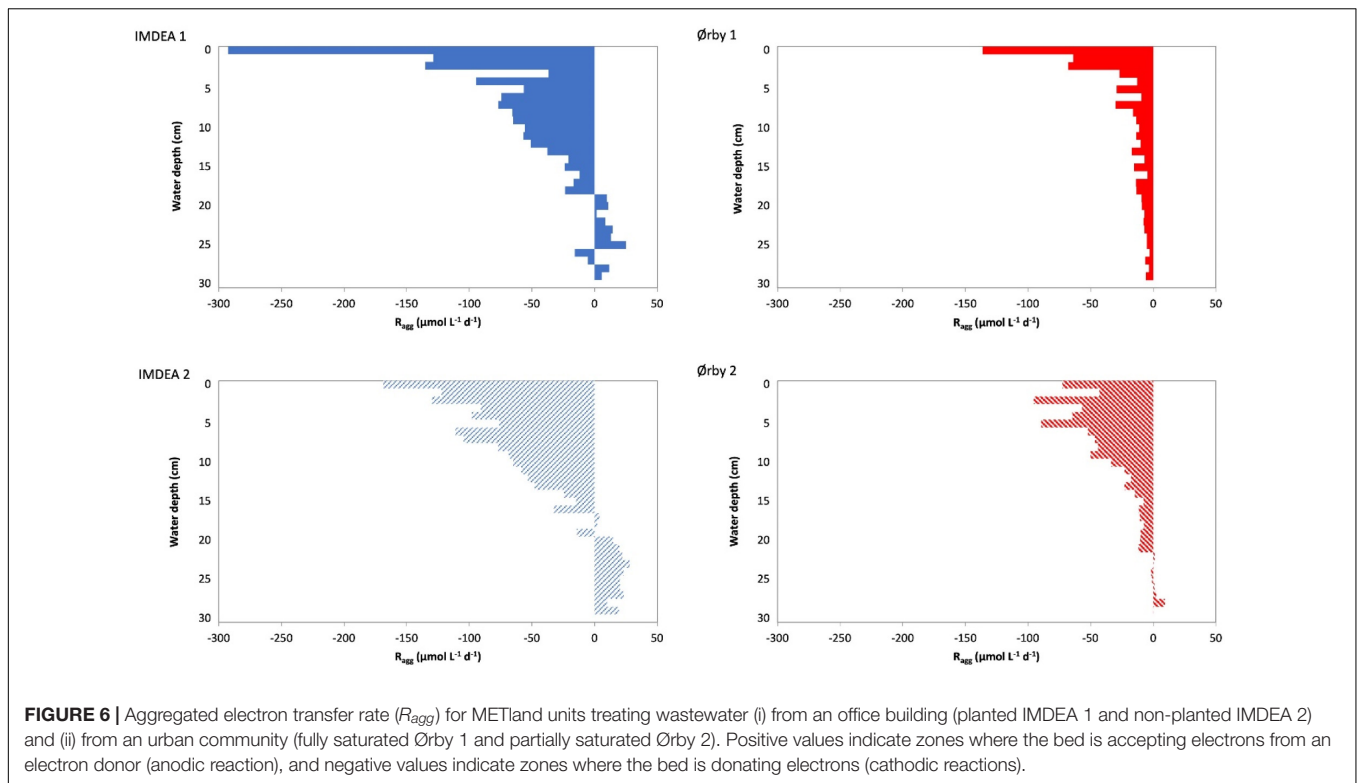 IMDEA 1
0
5
10
15
20
25
30
Water depth (cm)
-300 -250 -200 -150 -100 -50 0 50
Ragg (µmol L-1 d-1)
Ørby 1
0
5
10
15
20
25
30
Water depth (cm)
-300 -250 -200 -150 -100 -50 0 50
Ragg (µmol L-1 d-1)
IMDEA 2
0
5
10
15
20
25
30
Water depth (cm)
-300 -250 -200 -150 -100 -50 0 50
Ragg (µmol L-1 d-1)
Ørby 2
0
5
10
15
20
25
30
Water depth (cm)
-300 -250 -200 -150 -100 -50 0 50
Ragg (µmol L-1 d-1)
FIGURE 6 | Aggregated electron transfer rate (Ragg) for METland units treating wastewater (i) from an office building (planted IMDEA 1 and non-planted IMDEA 2)
and (ii) from an urban community (fully saturated Ørby 1 and partially saturated Ørby 2). Positive values indicate zones where the bed is accepting electrons from an
electron donor (anodic reaction), and negative values indicate zones where the bed is donating electrons (cathodic reactions).